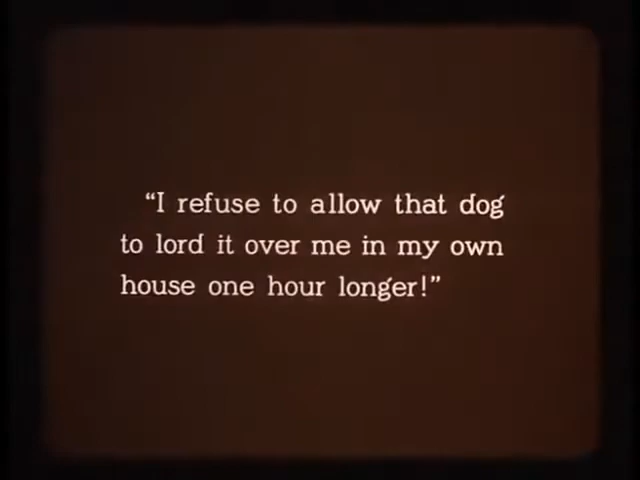 “I refuse to allow that dog
to lord it over me in my own
house one hour longer!”